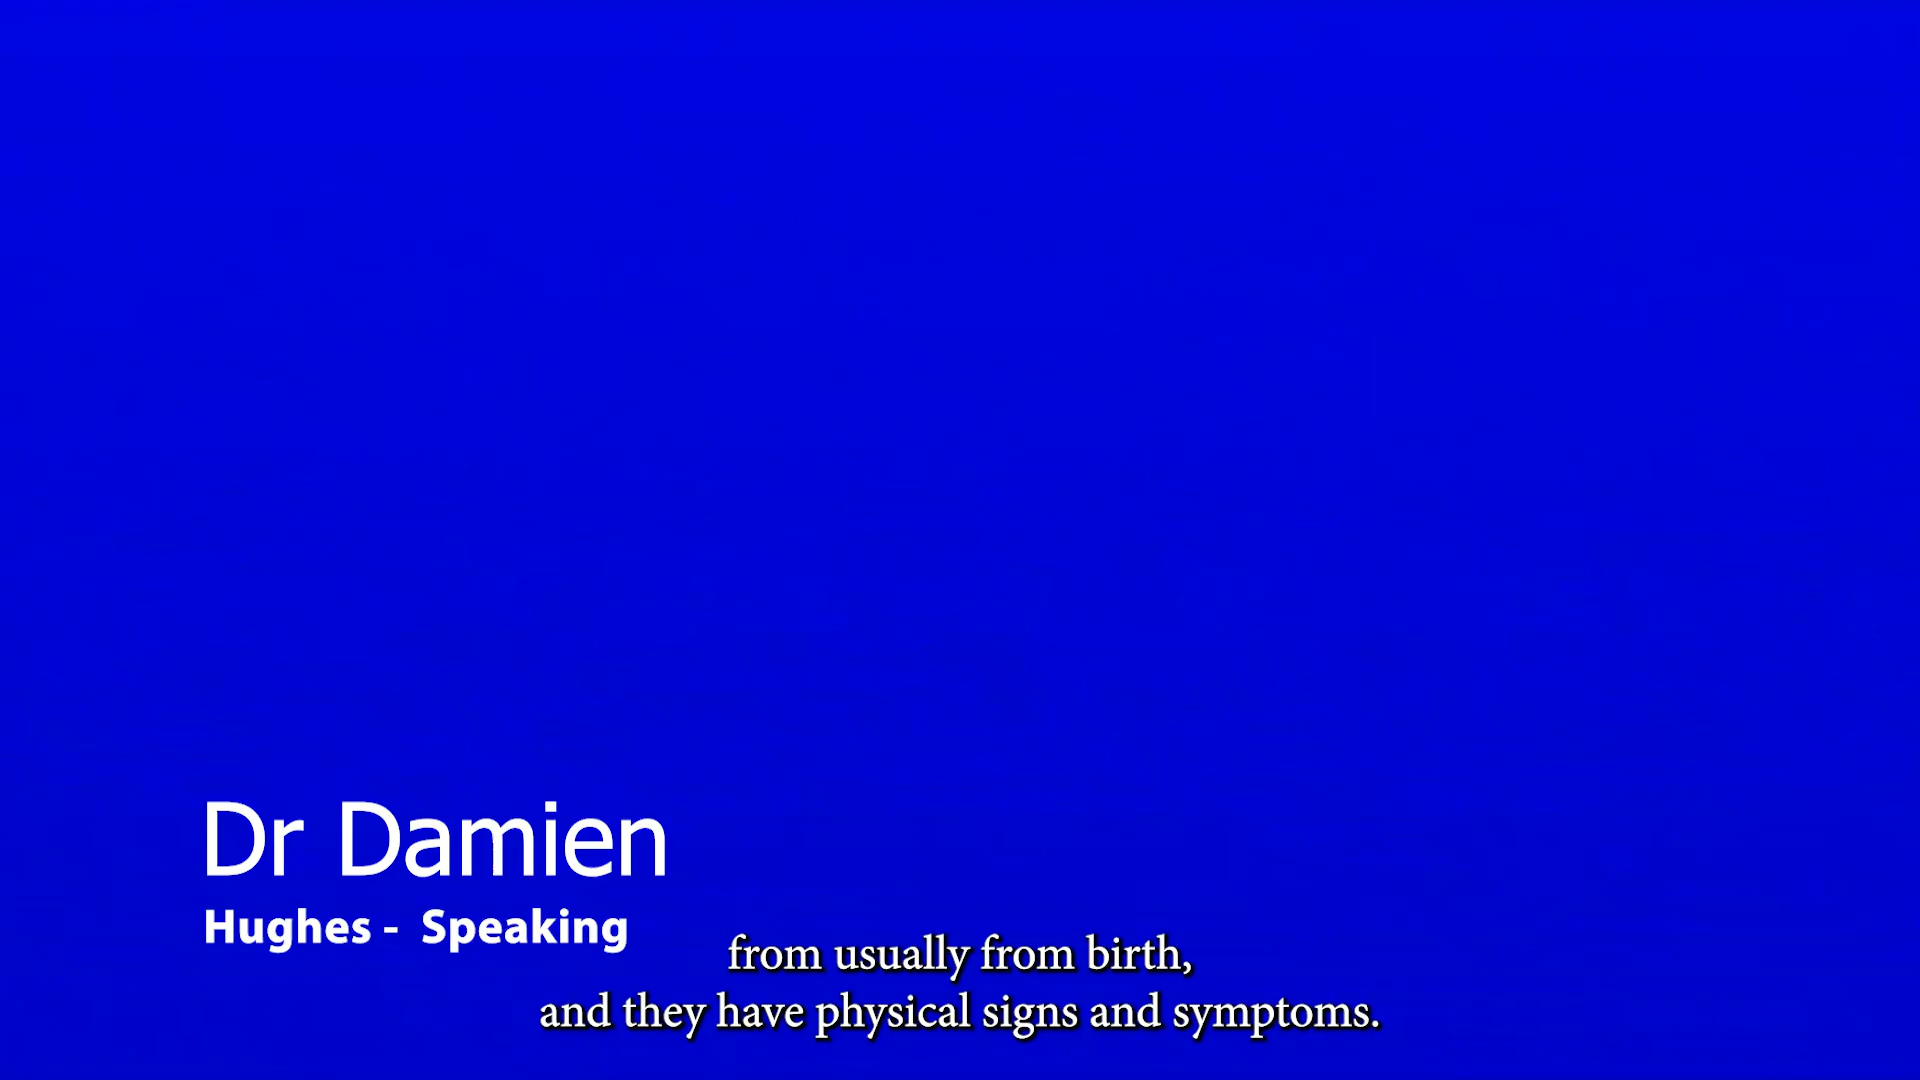 Dr Damien
Hughes -  Speaking
from usually from birth,
and they have physical signs and symptoms.